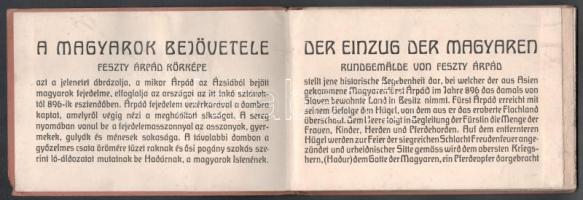 A MAGYAROK BEJÖVETELE
FESZTY ÁRPÁD KÖRKÉPE
azt a jelenetet ábrázolja, a mikor Árpád az Ázsiából bejött
magyarok fejedelme, elfoglalja az országot az itt lakó szlávok-
tól 896-ik esztendőben. Árpád fejedelem vezérkarával a dombra
kaptat, amelyről végig nézi a meghódított síkságot. A sereg
nyomában vonul be a fejedelemasszonnyal az asszonyok, gyer-
mekek, gulyák és ménesek sokasága. A távolabbi dombon a
győzelmes csata örömére tüzet raknak és ősi pogány szokás sze-
rint ló-áldozatot mutatnak be Hadúrnak, a magyarok Istenének.
DER EINZUG DER MAGYAREN
RUNDGEMÄLDE VON FESZTY ÁRPÁD
stellt jene historische Begebenheit dar, bei welcher der aus Asien
gekommene Magyarenfürst Árpád im Jahre 896 das damals von
Slaven bewohnte Land in Besitz nimmt. Fürst Árpád erreicht mit
seinem Gefolge den Hügel, von dem aus er das eroberte Flachland
überschaut. Dem Heere folgt in Begleitung der Fürstin die Menge der
Frauen, Kinder, Herden und Pferdehorden. Auf dem entfernteren
Hügel werden zur Feier der siegreichen Schlacht Freudenfeuer ange-
zündet und urheidnischer Sitte gemäss wird dem obersten Kriegs-
herrn, (Hadur) dem Gotte der Magyaren, ein Pferdeopfer dargebracht